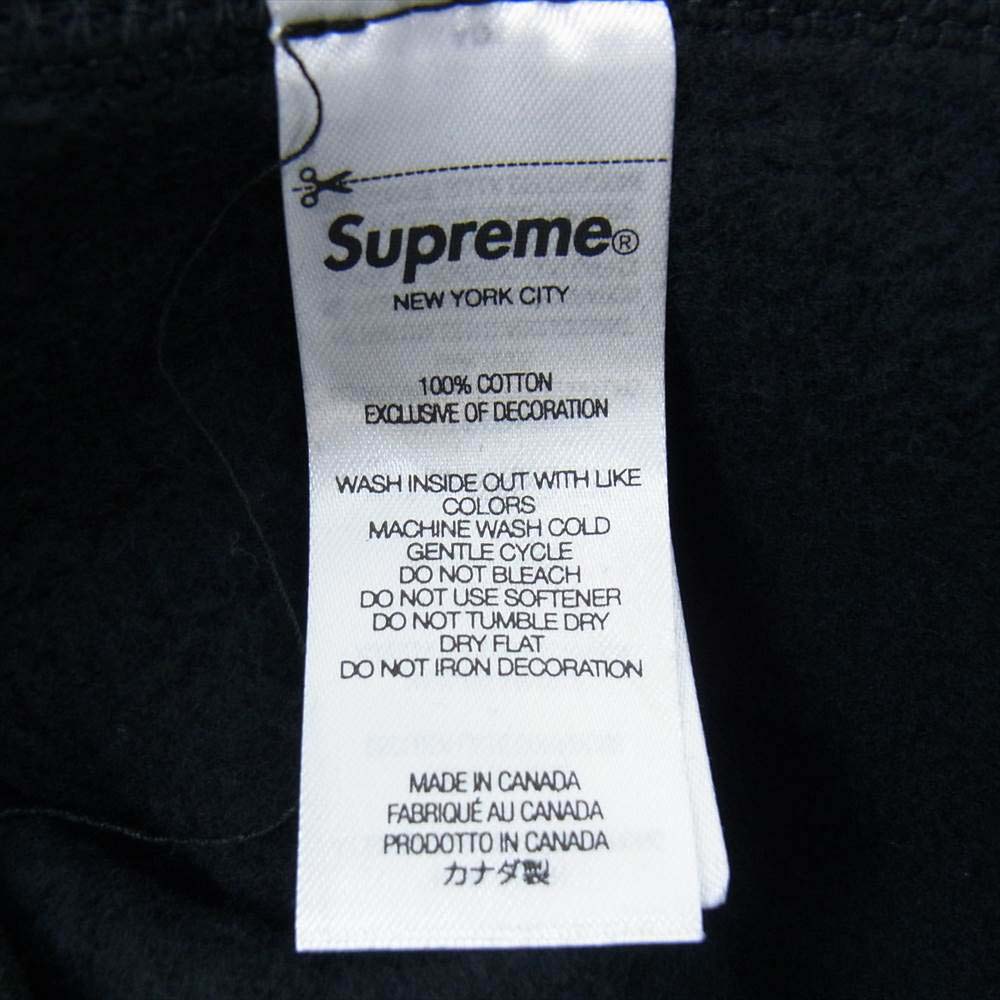 Supreme®
NEW YORK CITY
100% COTTON
EXCLUSIVE OF DECORATION
WASH INSIDE OUT WITH LIKE
COLORS
MACHINE WASH COLD
GENTLE CYCLE
DO NOT BLEACH
DO NOT USE SOFTENER
DO NOT TUMBLE DRY
DRY FLAT
DO NOT IRON DECORATION
MADE IN CANADA
FABRIQUÉ AU CANADA
PRODOTTO IN CANADA
カナダ製